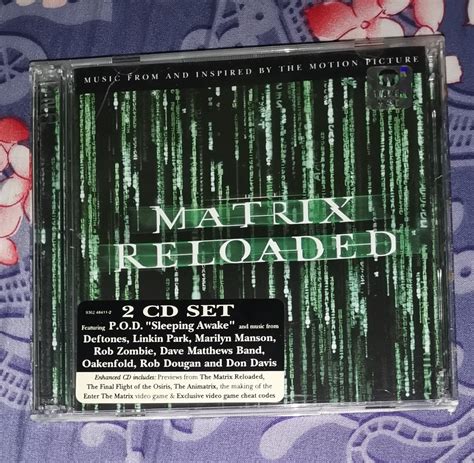 MUSIC FROM AND INSPIRED BY THE MOTION PICTURE
MATRIX
RELOADED
9362 48411-2
2 CD SET
Featuring P.O.D. "Sleeping Awake" and music from
Deftones, Linkin Park, Marilyn Manson,
Rob Zombie, Dave Matthews Band,
Oakenfold, Rob Dougan and Don Davis
Enhanced CD includes: Previews from The Matrix Reloaded,
The Final Flight of the Osiris, The Animatrix, the making of the
Enter The Matrix video game & Exclusive video game cheat codes